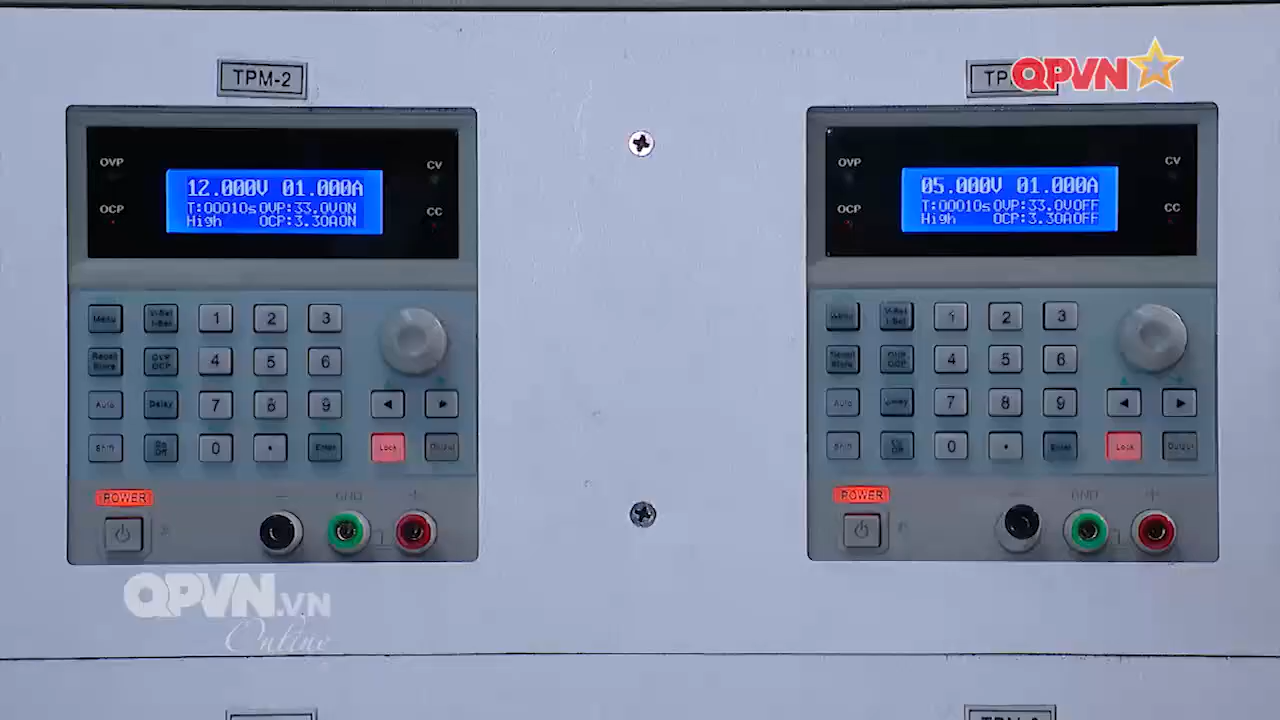 TPM-2
QPVN
OVP
CV
12.000V 01.000A
T:00010s OVP:33.0VON
High OCP:3.30AON
OCP
CC
OVP
CV
05.000V 01.000A
T:00010s OVP:33.0VOFF
High OCP:3.30AOFF
OCP
CC
Menu
V-Set
I-Set
1
2
3
Recall
Store
OVP
OCP
4
5
6
Auto
Delay
7
8
9
◄
►
Shift
On
Off
0
.
Enter
Lock
Output
POWER
−
GND
+
Menu
V-Set
I-Set
1
2
3
Recall
Store
OVP
OCP
4
5
6
Auto
Delay
7
8
9
◄
►
Shift
On
Off
0
.
Enter
Lock
Output
POWER
−
GND
+
QPVN.VN
Online